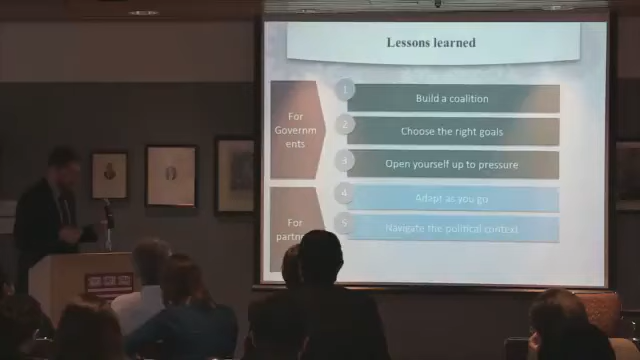 Lessons learned
For
Governm
ents
1
Build a coalition
2
Choose the right goals
3
Open yourself up to pressure
For
4
Adapt as you go
5
Navigate the political context